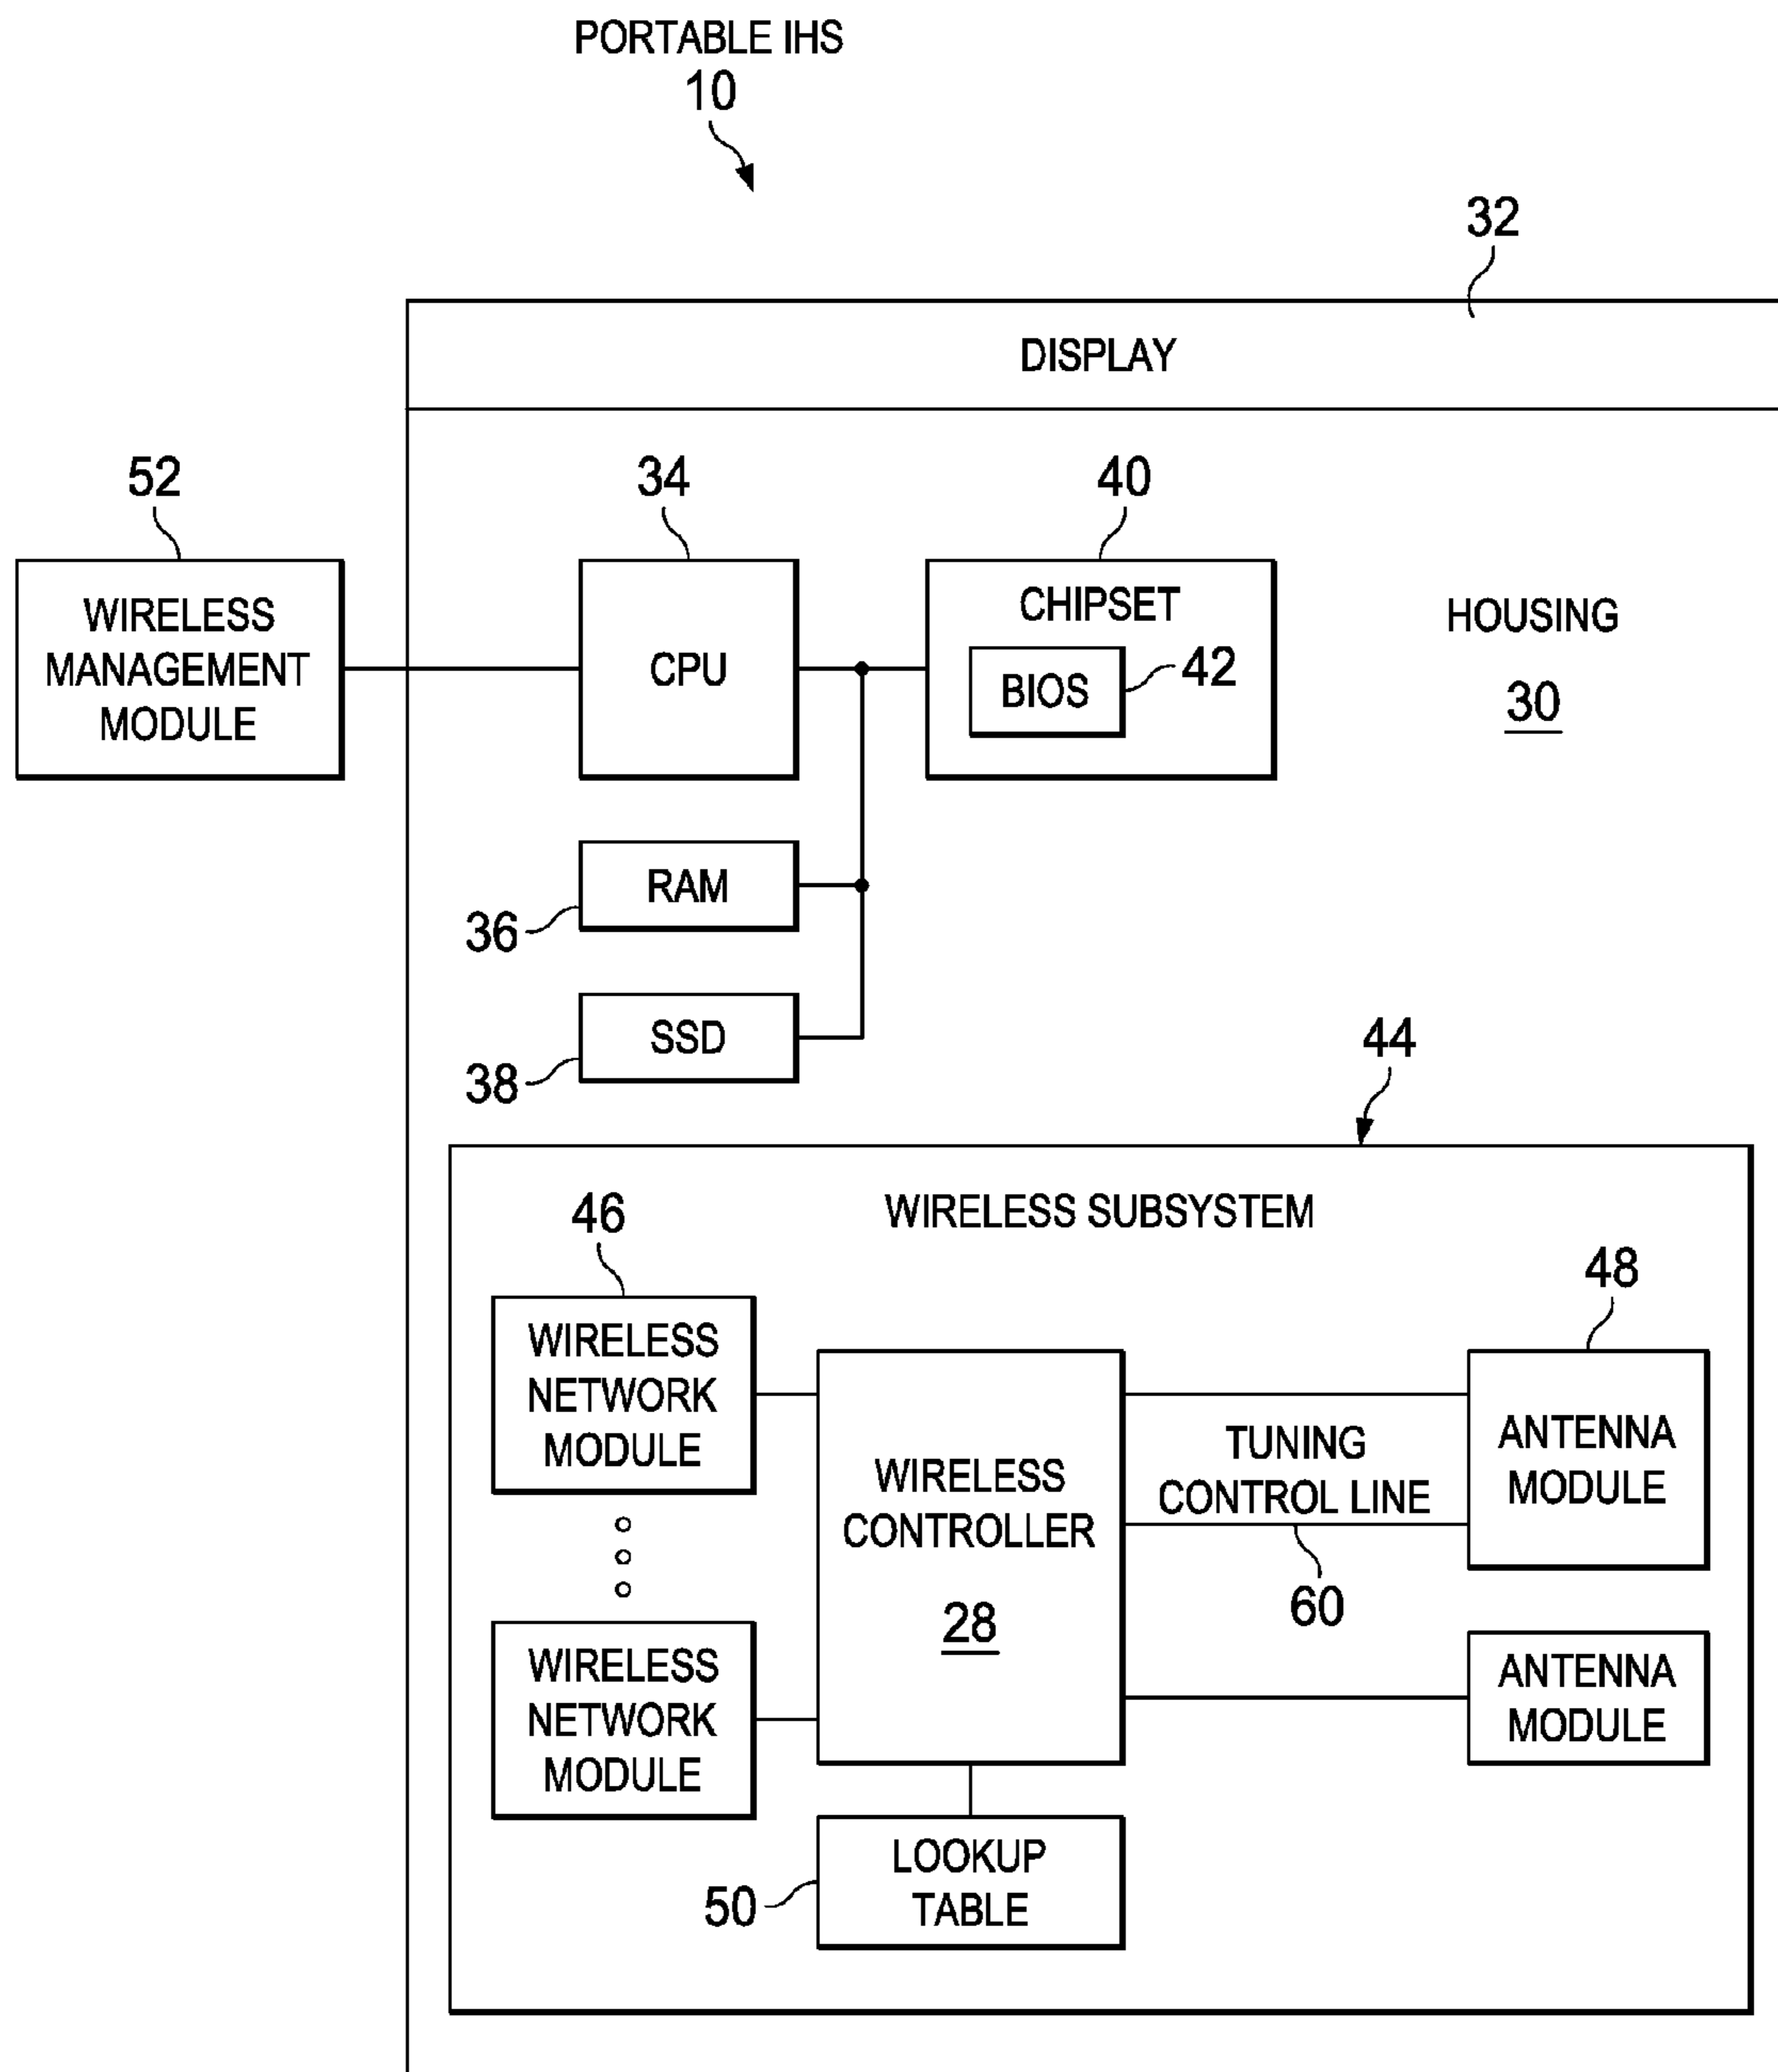 PORTABLE IHS
10
32
DISPLAY
52
34
40
WIRELESS
MANAGEMENT
MODULE
CPU
CHIPSET
BIOS
42
HOUSING
30
RAM
36
SSD
38
44
WIRELESS SUBSYSTEM
46
48
WIRELESS
NETWORK
MODULE
WIRELESS
CONTROLLER
28
TUNING
CONTROL LINE
60
ANTENNA
MODULE
WIRELESS
NETWORK
MODULE
ANTENNA
MODULE
LOOKUP
TABLE
50